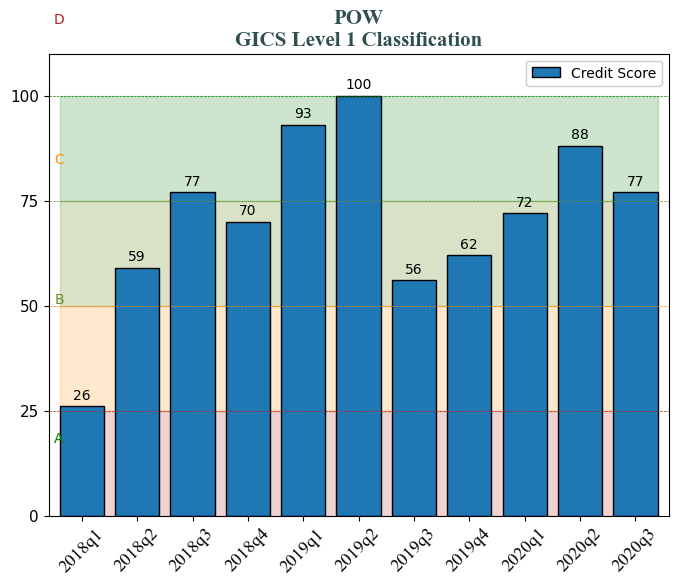 D
POW
GICS Level 1 Classification
Credit Score
100
75
50
25
0
C
B
A
26
59
77
70
93
100
56
62
72
88
77
2018q1
2018q2
2018q3
2018q4
2019q1
2019q2
2019q3
2019q4
2020q1
2020q2
2020q3